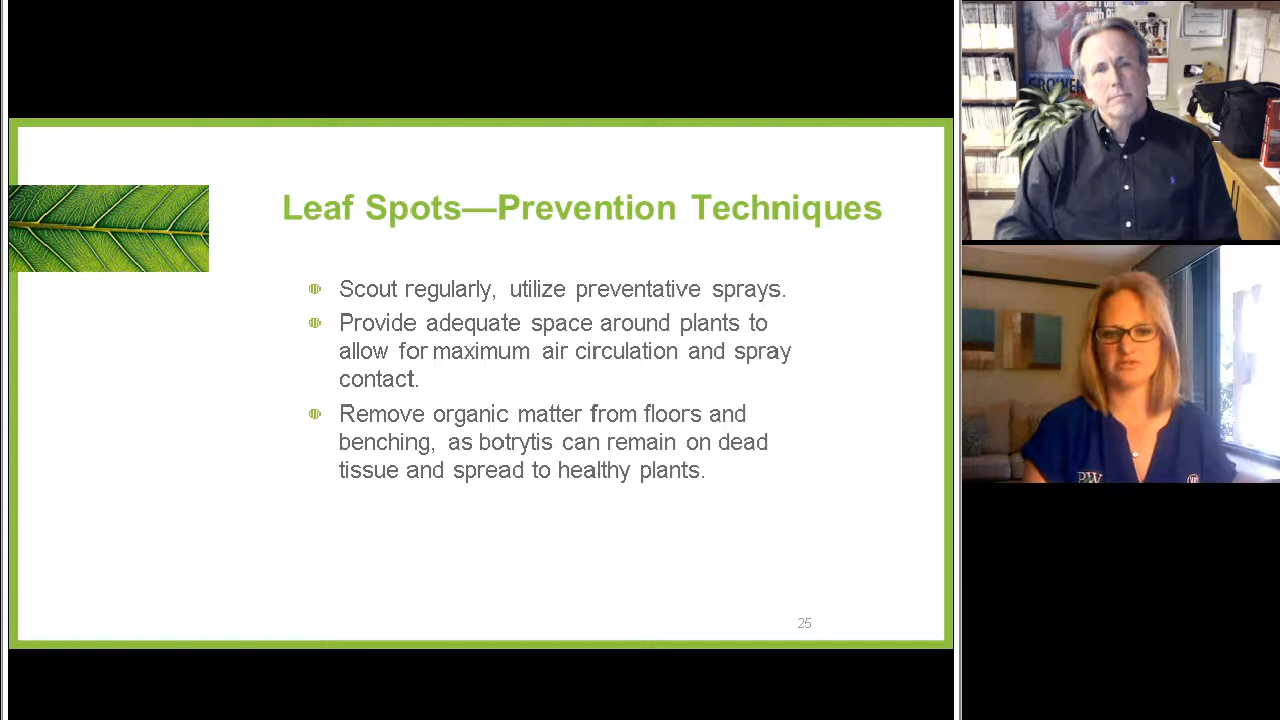 Leaf Spots—Prevention Techniques
Scout regularly, utilize preventative sprays.
Provide adequate space around plants to
allow for maximum air circulation and spray
contact.
Remove organic matter from floors and
benching, as botrytis can remain on dead
tissue and spread to healthy plants.
25
GROWER
PW